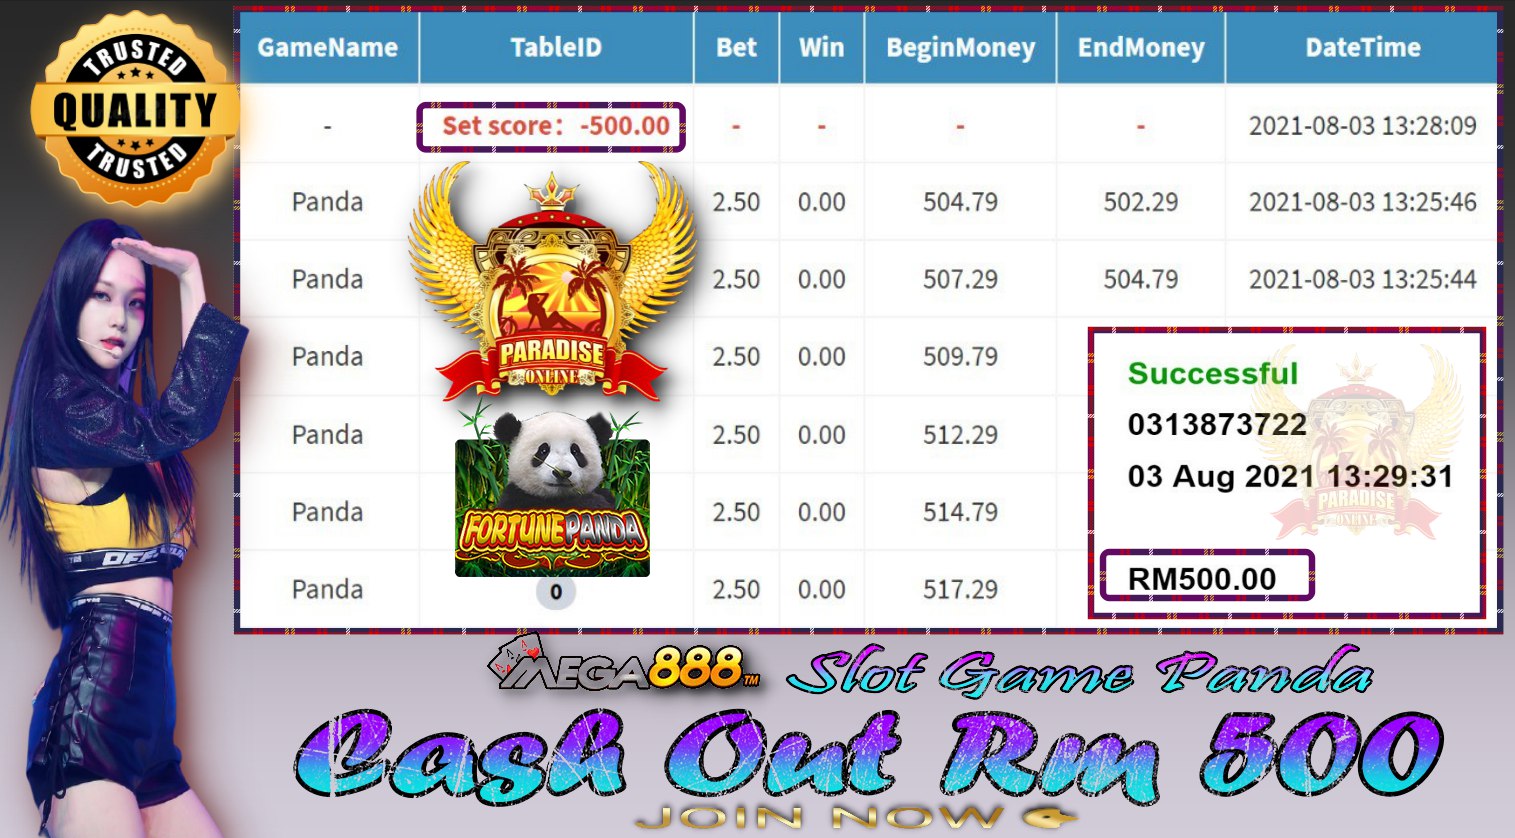 TRUSTED
QUALITY
TRUSTED
GameName TableID Bet Win BeginMoney EndMoney DateTime
- Set score: -500.00 - - - - 2021-08-03 13:28:09
Panda 2.50 0.00 504.79 502.29 2021-08-03 13:25:46
Panda 2.50 0.00 507.29 504.79 2021-08-03 13:25:44
Panda 2.50 0.00 509.79
Panda 2.50 0.00 512.29
Panda 2.50 0.00 514.79
Panda 0 2.50 0.00 517.29
PARADISE
ONLINE
FORTUNE PANDA
Successful
0313873722
03 Aug 2021 13:29:31
PARADISE
ONLINE
RM500.00
OFF
MEGA888™ Slot Game Panda
Cash Out Rm 500
JOIN NOW